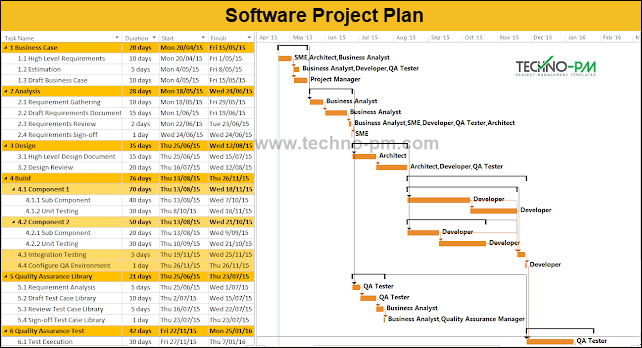 Software Project Plan
Task Name Duration Start Finish Apr '15 May '15 Jun '15 Jul '15 Aug '15 Sep '15 Oct '15 Nov '15 Dec '15 Jan '16 Feb '16 Mar
1 Business Case 20 days Mon 20/04/15 Fri 15/05/15
1.1 High Level Requirements 10 days Mon 20/04/15 Fri 1/05/15 SME,Architect,Business Analyst
1.2 Estimation 5 days Mon 4/05/15 Fri 8/05/15 Business Analyst,Developer,QA Tester
1.3 Draft Business Case 10 days Mon 4/05/15 Fri 15/05/15 Project Manager
TECHNO-PM
PROJECT MANAGEMENT TEMPLATES
2 Analysis 28 days Mon 18/05/15 Wed 24/06/15
2.1 Requirement Gathering 10 days Mon 18/05/15 Fri 29/05/15 Business Analyst
2.2 Draft Requirements Document 15 days Mon 1/06/15 Fri 19/06/15 Business Analyst
2.3 Requirements Review 2 days Mon 22/06/15 Tue 23/06/15 Business Analyst,SME,Developer,QA Tester,Architect
2.4 Requirements Sign-off 1 day Wed 24/06/15 Wed 24/06/15 SME
www.techno-pm.com
3 Design 35 days Thu 25/06/15 Wed 12/08/15
3.1 High Level Design Document 15 days Thu 25/06/15 Wed 15/07/15 Architect
3.2 Design Review 20 days Thu 16/07/15 Wed 12/08/15 Architect,Developer,QA Tester
4 Build 76 days Thu 13/08/15 Thu 26/11/15
4.1 Component 1 70 days Thu 13/08/15 Wed 18/11/15
4.1.1 Sub Component 40 days Thu 13/08/15 Wed 7/10/15 Developer
4.1.2 Unit Testing 30 days Thu 8/10/15 Wed 18/11/15 Developer
4.2 Component 2 50 days Thu 13/08/15 Wed 21/10/15
4.2.1 Sub Component 20 days Thu 13/08/15 Wed 9/09/15 Developer
4.2.2 Unit Testing 30 days Thu 10/09/15 Wed 21/10/15 Developer
4.3 Integration Testing 5 days Thu 19/11/15 Wed 25/11/15
4.4 Configure QA Environment 1 day Thu 26/11/15 Thu 26/11/15 Developer
5 Quality Assurance Library 21 days Thu 25/06/15 Thu 23/07/15
5.1 Requirement Analysis 5 days Thu 25/06/15 Wed 1/07/15 QA Tester
5.2 Draft Test Case Library 10 days Thu 2/07/15 Wed 15/07/15 QA Tester
5.3 Review Test Case Library 5 days Thu 16/07/15 Wed 22/07/15 Business Analyst
5.4 Sign-off Test Case Library 1 day Thu 23/07/15 Thu 23/07/15 Business Analyst,Quality Assurance Manager
6 Quality Assurance Test 42 days Fri 27/11/15 Mon 25/01/16
6.1 Test Execution 30 days Fri 27/11/15 Thu 7/01/16 QA Tester